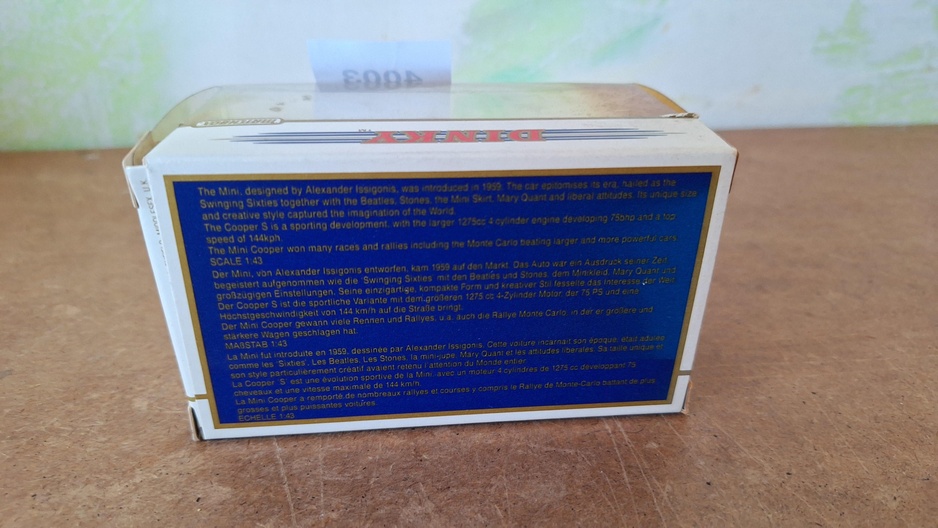 4003
MATCHBOX
DINKY™
The Mini, designed by Alexander Issigonis, was introduced in 1959. The car epitomises its era, hailed as the
Swinging Sixties together with the Beatles, Stones, the Mini Skirt, Mary Quant and liberal attitudes. Its unique size
and creative style captured the imagination of the World.
The Cooper S is a sporting development, with the larger 1275cc 4-cylinder engine developing 75bhp and a top
speed of 144kph.
The Mini Cooper won many races and rallies including the Monte Carlo beating larger and more powerful cars.
SCALE 1:43
Der Mini, von Alexander Issigonis entworfen, kam 1959 auf den Markt. Das Auto war ein Ausdruck seiner Zeit,
begeistert aufgenommen wie die 'Swinging Sixties' mit den Beatles und Stones, dem Minikleid, Mary Quant und
großzügigen Einstellungen. Seine einzigartige, kompakte Form und kreativer Stil fesselte das Interesse der Welt.
Der Cooper S ist die sportliche Variante mit dem größeren 1275 cc 4-Zylinder Motor, der 75 PS und eine
Höchstgeschwindigkeit von 144 km/h auf die Straße bringt.
Der Mini Cooper gewann viele Rennen und Rallyes, u.a. auch die Rallye Monte Carlo, in der er größere und
stärkere Wagen geschlagen hat.
MAßSTAB 1:43
La Mini fut introduite en 1959, dessinée par Alexander Issigonis. Cette voiture incarnait son époque, était adulée
comme les 'Sixties', Les Beatles, Les Stones, la mini-jupe, Mary Quant et les attitudes libérales. Sa taille unique et
son style particulièrement créatif avaient retenu l'attention du Monde entier.
La Cooper 'S' est une évolution sportive de la Mini, avec un moteur 4 cylindres de 1275 cc développant 75
chevaux et une vitesse maximale de 144 km/h.
La Mini Cooper a remporté de nombreux rallyes et courses y compris le Rallye de Monte-Carlo battant de plus
grosses et plus puissantes voitures.
ECHELLE 1:43